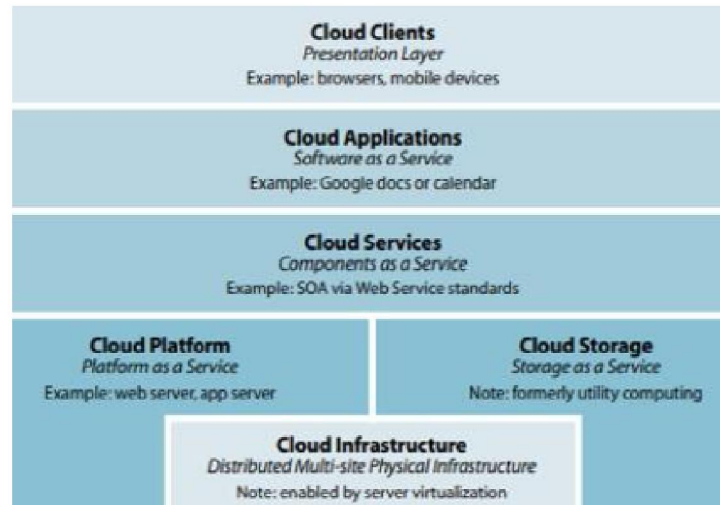 Cloud Clients
Presentation Layer
Example: browsers, mobile devices
Cloud Applications
Software as a Service
Example: Google docs or calendar
Cloud Services
Components as a Service
Example: SOA via Web Service standards
Cloud Platform
Platform as a Service
Example: web server, app server
Cloud Storage
Storage as a Service
Note: formerly utility computing
Cloud Infrastructure
Distributed Multi-site Physical Infrastructure
Note: enabled by server virtualization